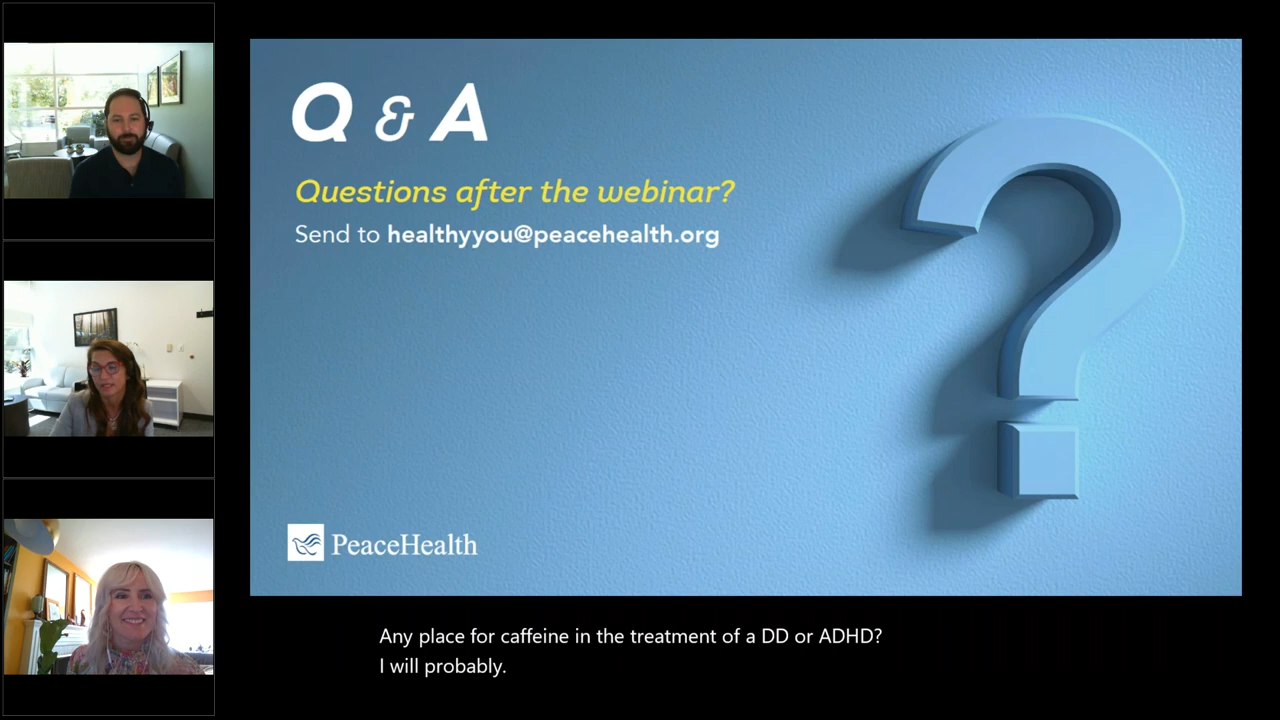 Q & A
Questions after the webinar?
Send to healthyyou@peacehealth.org
PeaceHealth
Any place for caffeine in the treatment of a DD or ADHD?
I will probably.